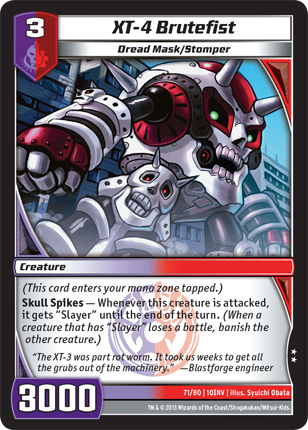 3
XT-4 Brutefist
Dread Mask/Stomper
Creature
(This card enters your mana zone tapped.)
Skull Spikes — Whenever this creature is attacked,
it gets "Slayer" until the end of the turn. (When a
creature that has "Slayer" loses a battle, banish the
other creature.)
"The XT-3 was part rot worm. It took us weeks to get all
the grubs out of the machinery." —Blastforge engineer
3000
71/80 | 10INV | illus. Syuichi Obata
TM & © 2013 Wizards of the Coast/Shogakukan/Mitsui-Kids.